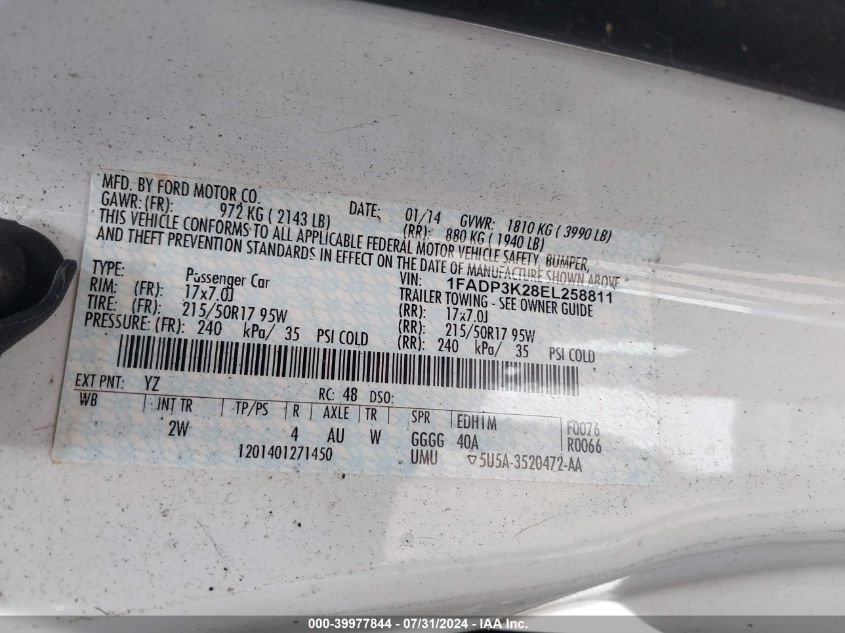 MFD. BY FORD MOTOR CO.
DATE: 01/14 GVWR: 1810 KG ( 3990 LB)
GAWR: (FR): 972 KG ( 2143 LB) (RR): 880 KG ( 1940 LB)
THIS VEHICLE CONFORMS TO ALL APPLICABLE FEDERAL MOTOR VEHICLE SAFETY, BUMPER,
AND THEFT PREVENTION STANDARDS IN EFFECT ON THE DATE OF MANUFACTURE SHOWN ABOVE
VIN: 1FADP3K28EL258811
TYPE: Passenger Car TRAILER TOWING - SEE OWNER GUIDE
RIM: (FR): 17x7.0J (RR): 17x7.0J
TIRE: (FR): 215/50R17 95W (RR): 215/50R17 95W
PRESSURE: (FR): 240 kPa/ 35 PSI COLD (RR): 240 kPa/ 35 PSI COLD
EXT PNT: YZ RC: 48 DSO:
WB INT TR TP/PS R AXLE TR SPR EDH1M F0076
2W 4 AU W GGGG 40A R0066
1201401271450 UMU ▽5U5A-3520472-AA
000-39977844 / 07/31/2024 - IAA Inc.